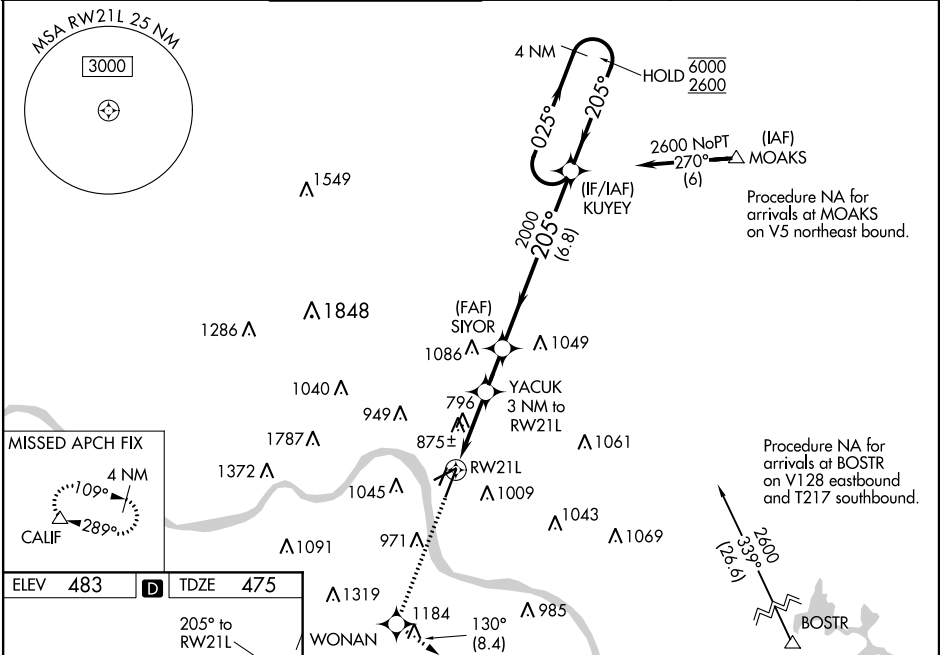 MSA RW21L 25 NM
3000
4 NM
HOLD 6000
2600
025°
205°
2600 NoPT
270°
(6)
(IAF)
MOAKS
(IF/IAF)
KUYEY
Procedure NA for
arrivals at MOAKS
on V5 northeast bound.
1549
2000
205°
(6.8)
1848
1286
(FAF)
SIYOR
1086
1049
1040
YACUK
3 NM to
RW21L
796
949
875±
1787
1061
MISSED APCH FIX
4 NM
109°
289°
CALIF
1372
RW21L
1045
1009
Procedure NA for
arrivals at BOSTR
on V128 eastbound
and T217 southbound.
1043
1069
1091
971
2600
339°
(26.6)
ELEV 483
D
TDZE 475
1319
1184
985
205° to
RW21L
WONAN
130°
(8.4)
BOSTR